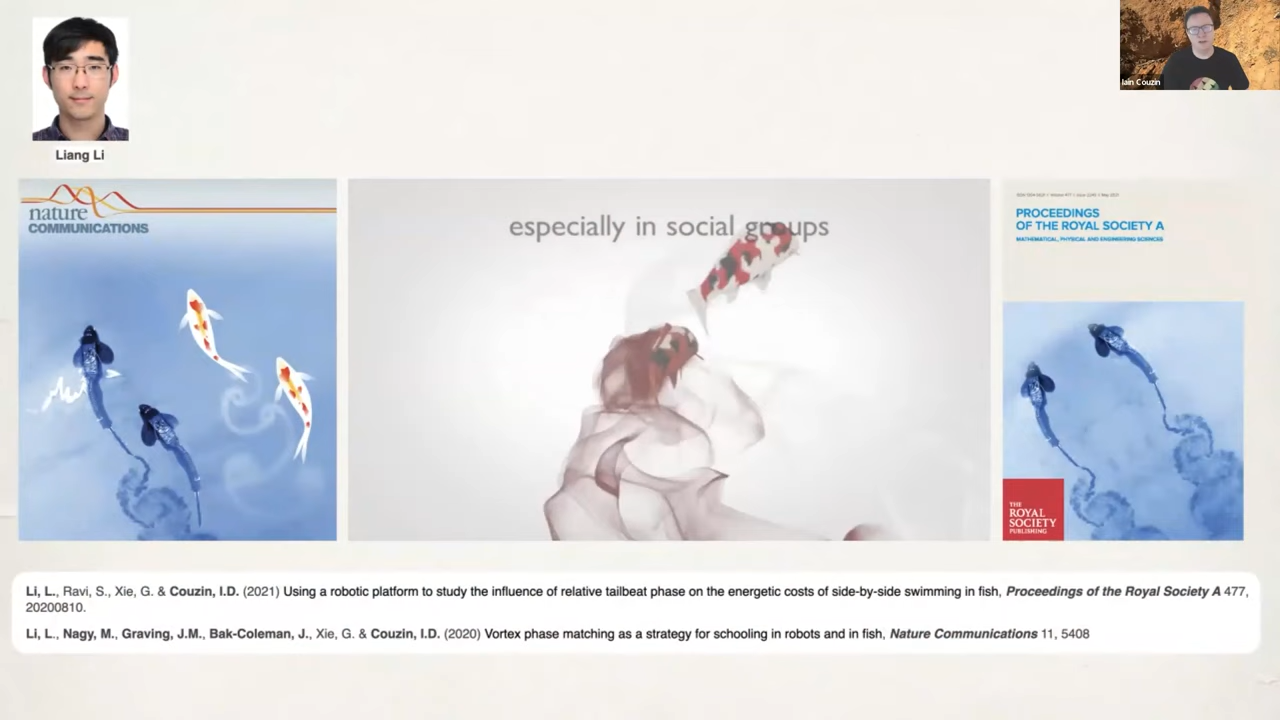 Iain Couzin
Liang Li
nature
COMMUNICATIONS
especially in social groups
PROCEEDINGS
OF THE ROYAL SOCIETY A
MATHEMATICAL, PHYSICAL AND ENGINEERING SCIENCES
THE
ROYAL
SOCIETY
PUBLISHING
Li, L., Ravi, S., Xie, G. & Couzin, I.D. (2021) Using a robotic platform to study the influence of relative tailbeat phase on the energetic costs of side-by-side swimming in fish, Proceedings of the Royal Society A 477,
20200810.
Li, L., Nagy, M., Graving, J.M., Bak-Coleman, J., Xie, G. & Couzin, I.D. (2020) Vortex phase matching as a strategy for schooling in robots and in fish, Nature Communications 11, 5408